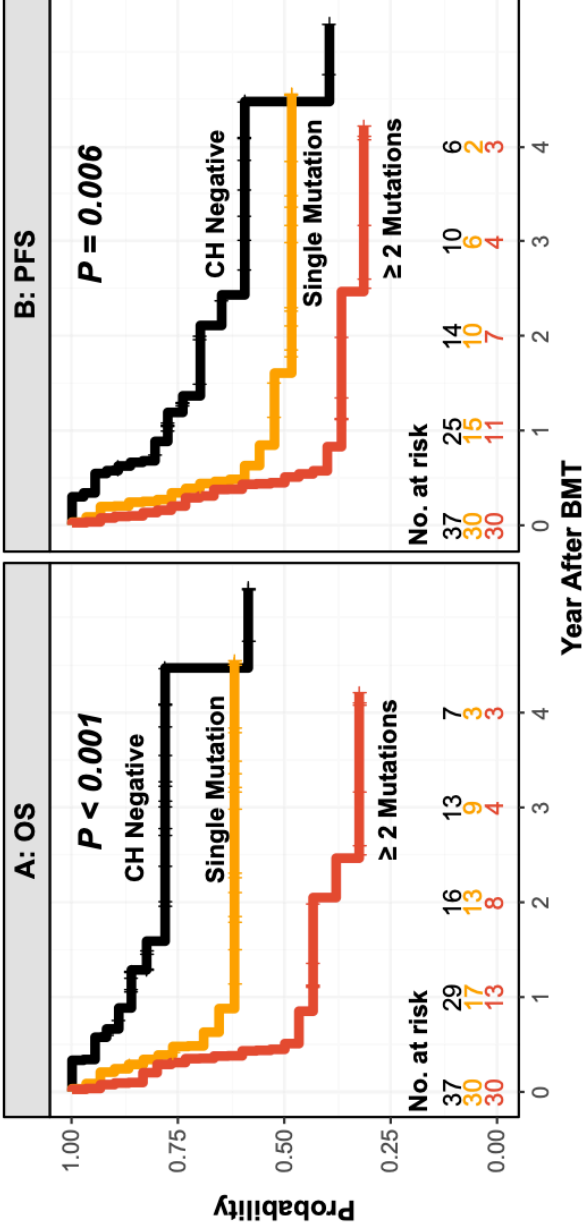 A: OS
B: PFS
Probability
1.00
0.75
0.50
0.25
0.00
P < 0.001
CH Negative
Single Mutation
≥ 2 Mutations
No. at risk
37 29 16 13 7
30 17 13 9 3
30 13 8 4 3
0 1 2 3 4
P = 0.006
CH Negative
Single Mutation
≥ 2 Mutations
No. at risk
37 25 14 10 6
30 15 10 6 2
30 11 7 4 3
0 1 2 3 4
Year After BMT